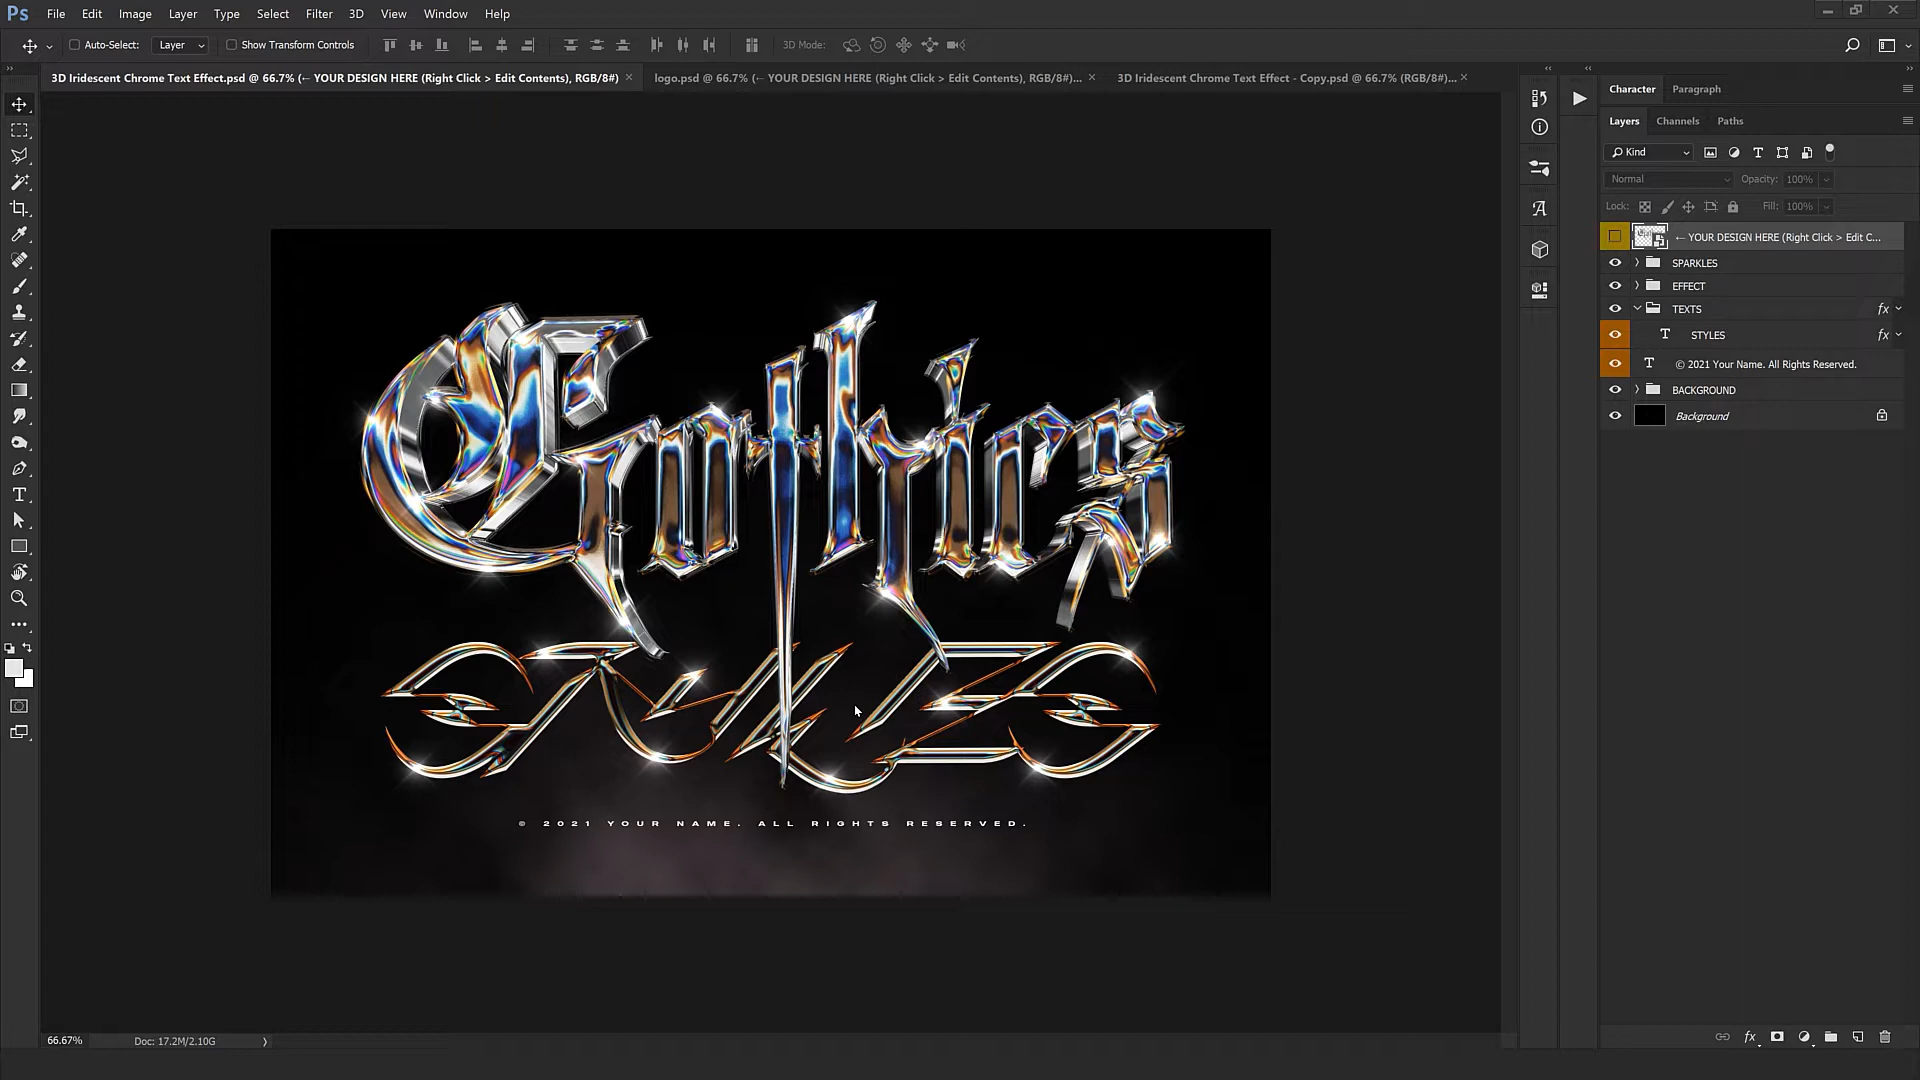 Ps File Edit Image Layer Type Select Filter 3D View Window Help
Auto-Select: Layer Show Transform Controls 3D Mode:
3D Iridescent Chrome Text Effect.psd @ 66.7% (← YOUR DESIGN HERE (Right Click > Edit Contents), RGB/8#) × logo.psd @ 66.7% (← YOUR DESIGN HERE (Right Click > Edit Contents), RGB/8#)... × 3D Iridescent Chrome Text Effect - Copy.psd @ 66.7% (RGB/8#)... ×
Character Paragraph
Layers Channels Paths
Kind
Normal Opacity: 100%
Lock: Fill: 100%
← YOUR DESIGN HERE (Right Click > Edit C...
SPARKLES
EFFECT
TEXTS fx
T STYLES fx
T © 2021 Your Name. All Rights Reserved.
BACKGROUND
Background
Gothics
© 2021 YOUR NAME. ALL RIGHTS RESERVED.
66.67% Doc: 17.2M/2.10G
fx